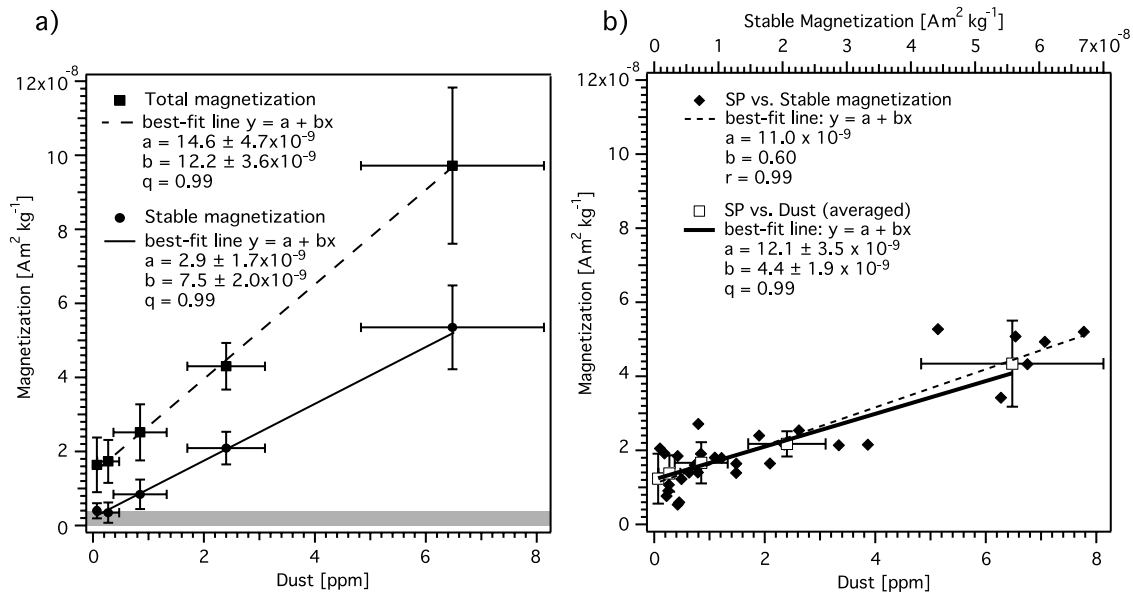 a)
12x10-8
10
8
6
4
2
0
Magnetization [Am2 kg-1]
Total magnetization
best-fit line y = a + bx
a = 14.6 ± 4.7x10-9
b = 12.2 ± 3.6x10-9
q = 0.99
Stable magnetization
best-fit line y = a + bx
a = 2.9 ± 1.7x10-9
b = 7.5 ± 2.0x10-9
q = 0.99
0 2 4 6 8
Dust [ppm]
b)
Stable Magnetization [Am2 kg-1]
0 1 2 3 4 5 6 7x10-8
12x10-8
10
8
6
4
2
0
Magnetization [Am2 kg-1]
SP vs. Stable magnetization
best-fit line: y = a + bx
a = 11.0 x 10-9
b = 0.60
r = 0.99
SP vs. Dust (averaged)
best-fit line: y = a + bx
a = 12.1 ± 3.5 x 10-9
b = 4.4 ± 1.9 x 10-9
q = 0.99
0 2 4 6 8
Dust [ppm]